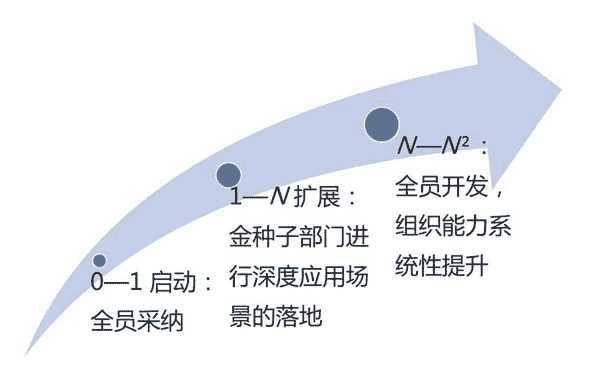 0—1 启动：
全员采纳
1—N 扩展：
金种子部门进
行深度应用场
景的落地
N—N²：
全员开发，
组织能力系
统性提升